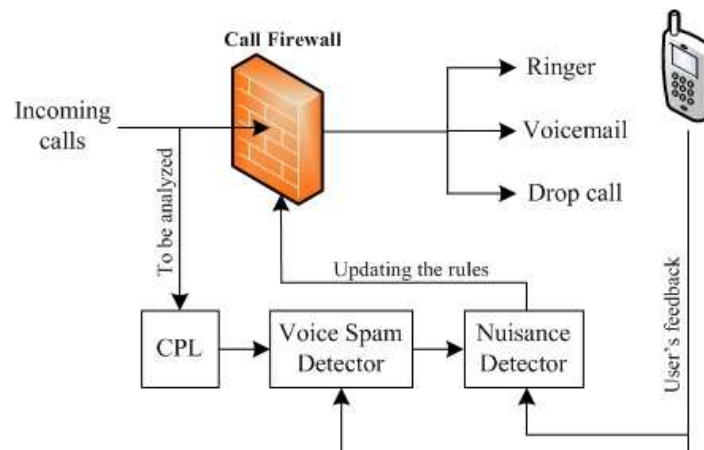 Call Firewall
Incoming
calls
Ringer
Voicemail
Drop call
To be analyzed
Updating the rules
User's feedback
CPL
Voice Spam
Detector
Nuisance
Detector